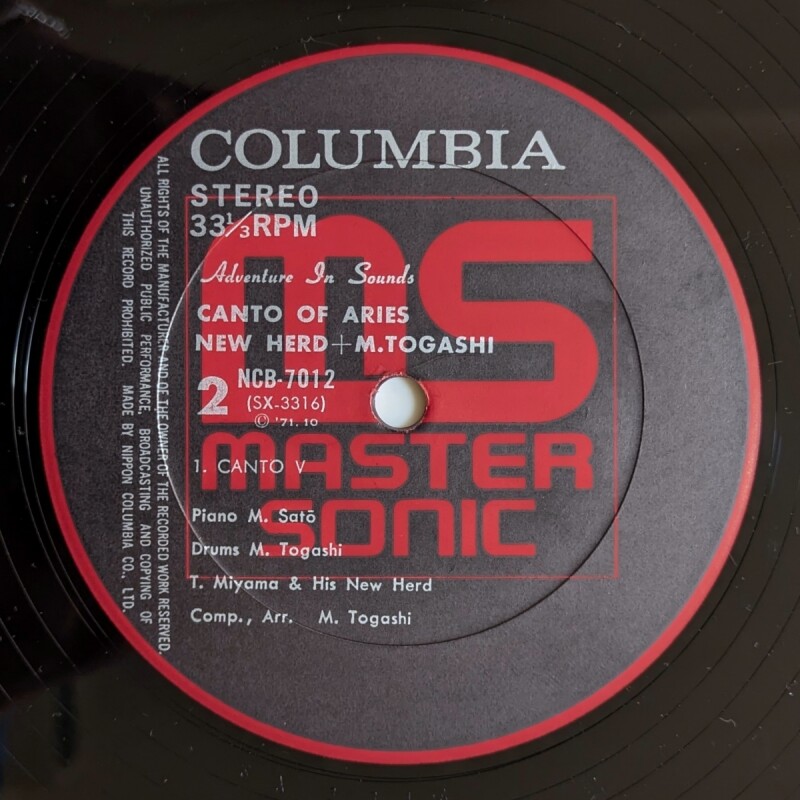 COLUMBIA
STEREO
33⅓RPM
MS
Adventure In Sounds
CANTO OF ARIES
NEW HERD+M.TOGASHI
2 NCB-7012
(SX-3316)
© '71. 10
MASTER
SONIC
1. CANTO V
Piano M. Satō
Drums M. Togashi
T. Miyama & His New Herd
Comp., Arr. M. Togashi
ALL RIGHTS OF THE MANUFACTURER AND OF THE OWNER OF THE RECORDED WORK RESERVED.
UNAUTHORIZED PUBLIC PERFORMANCE, BROADCASTING AND COPYING OF
THIS RECORD PROHIBITED. MADE BY NIPPON COLUMBIA CO., LTD.